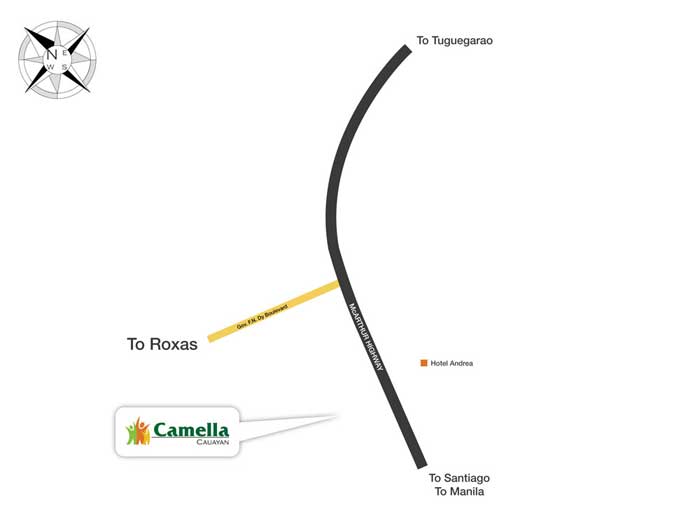 N
E
W
S
To Tuguegarao
Gov. F.N. Dy Boulevard
McARTHUR HIGHWAY
To Roxas
Hotel Andrea
Camella
CAUAYAN
To Santiago
To Manila